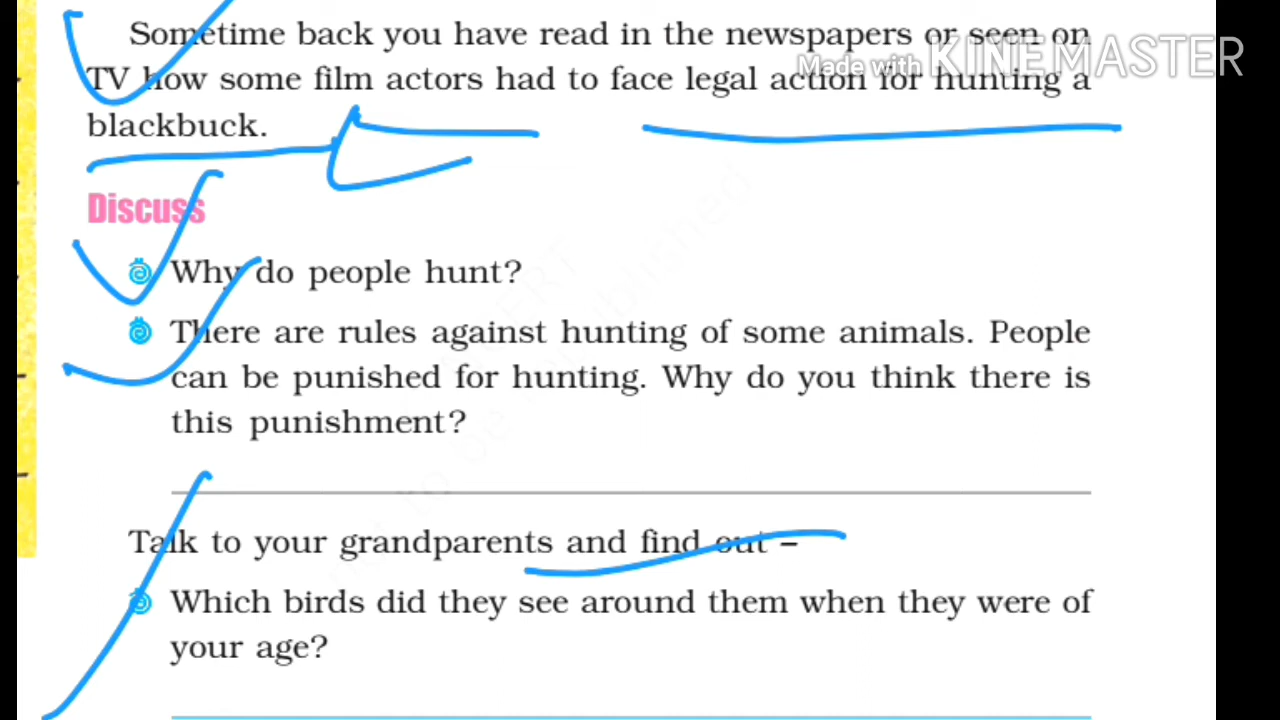 Sometime back you have read in the newspapers or seen on
Made with KINEMASTER
TV how some film actors had to face legal action for hunting a
blackbuck.
Discuss
Why do people hunt?
There are rules against hunting of some animals. People
can be punished for hunting. Why do you think there is
this punishment?
Talk to your grandparents and find out –
Which birds did they see around them when they were of
your age?